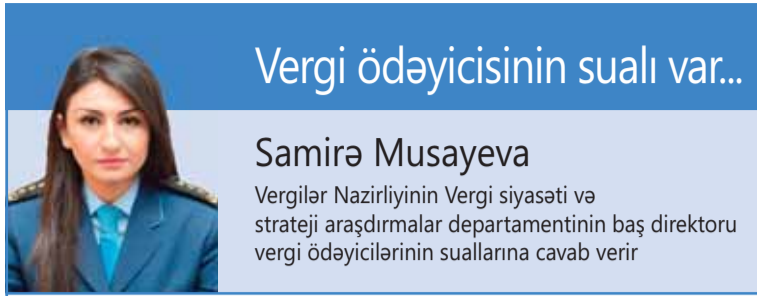 Vergi ödəyicisinin sualı var...
Samirə Musayeva
Vergilər Nazirliyinin Vergi siyasəti və
strateji araşdırmalar departamentinin baş direktoru
vergi ödəyicilərinin suallarına cavab verir